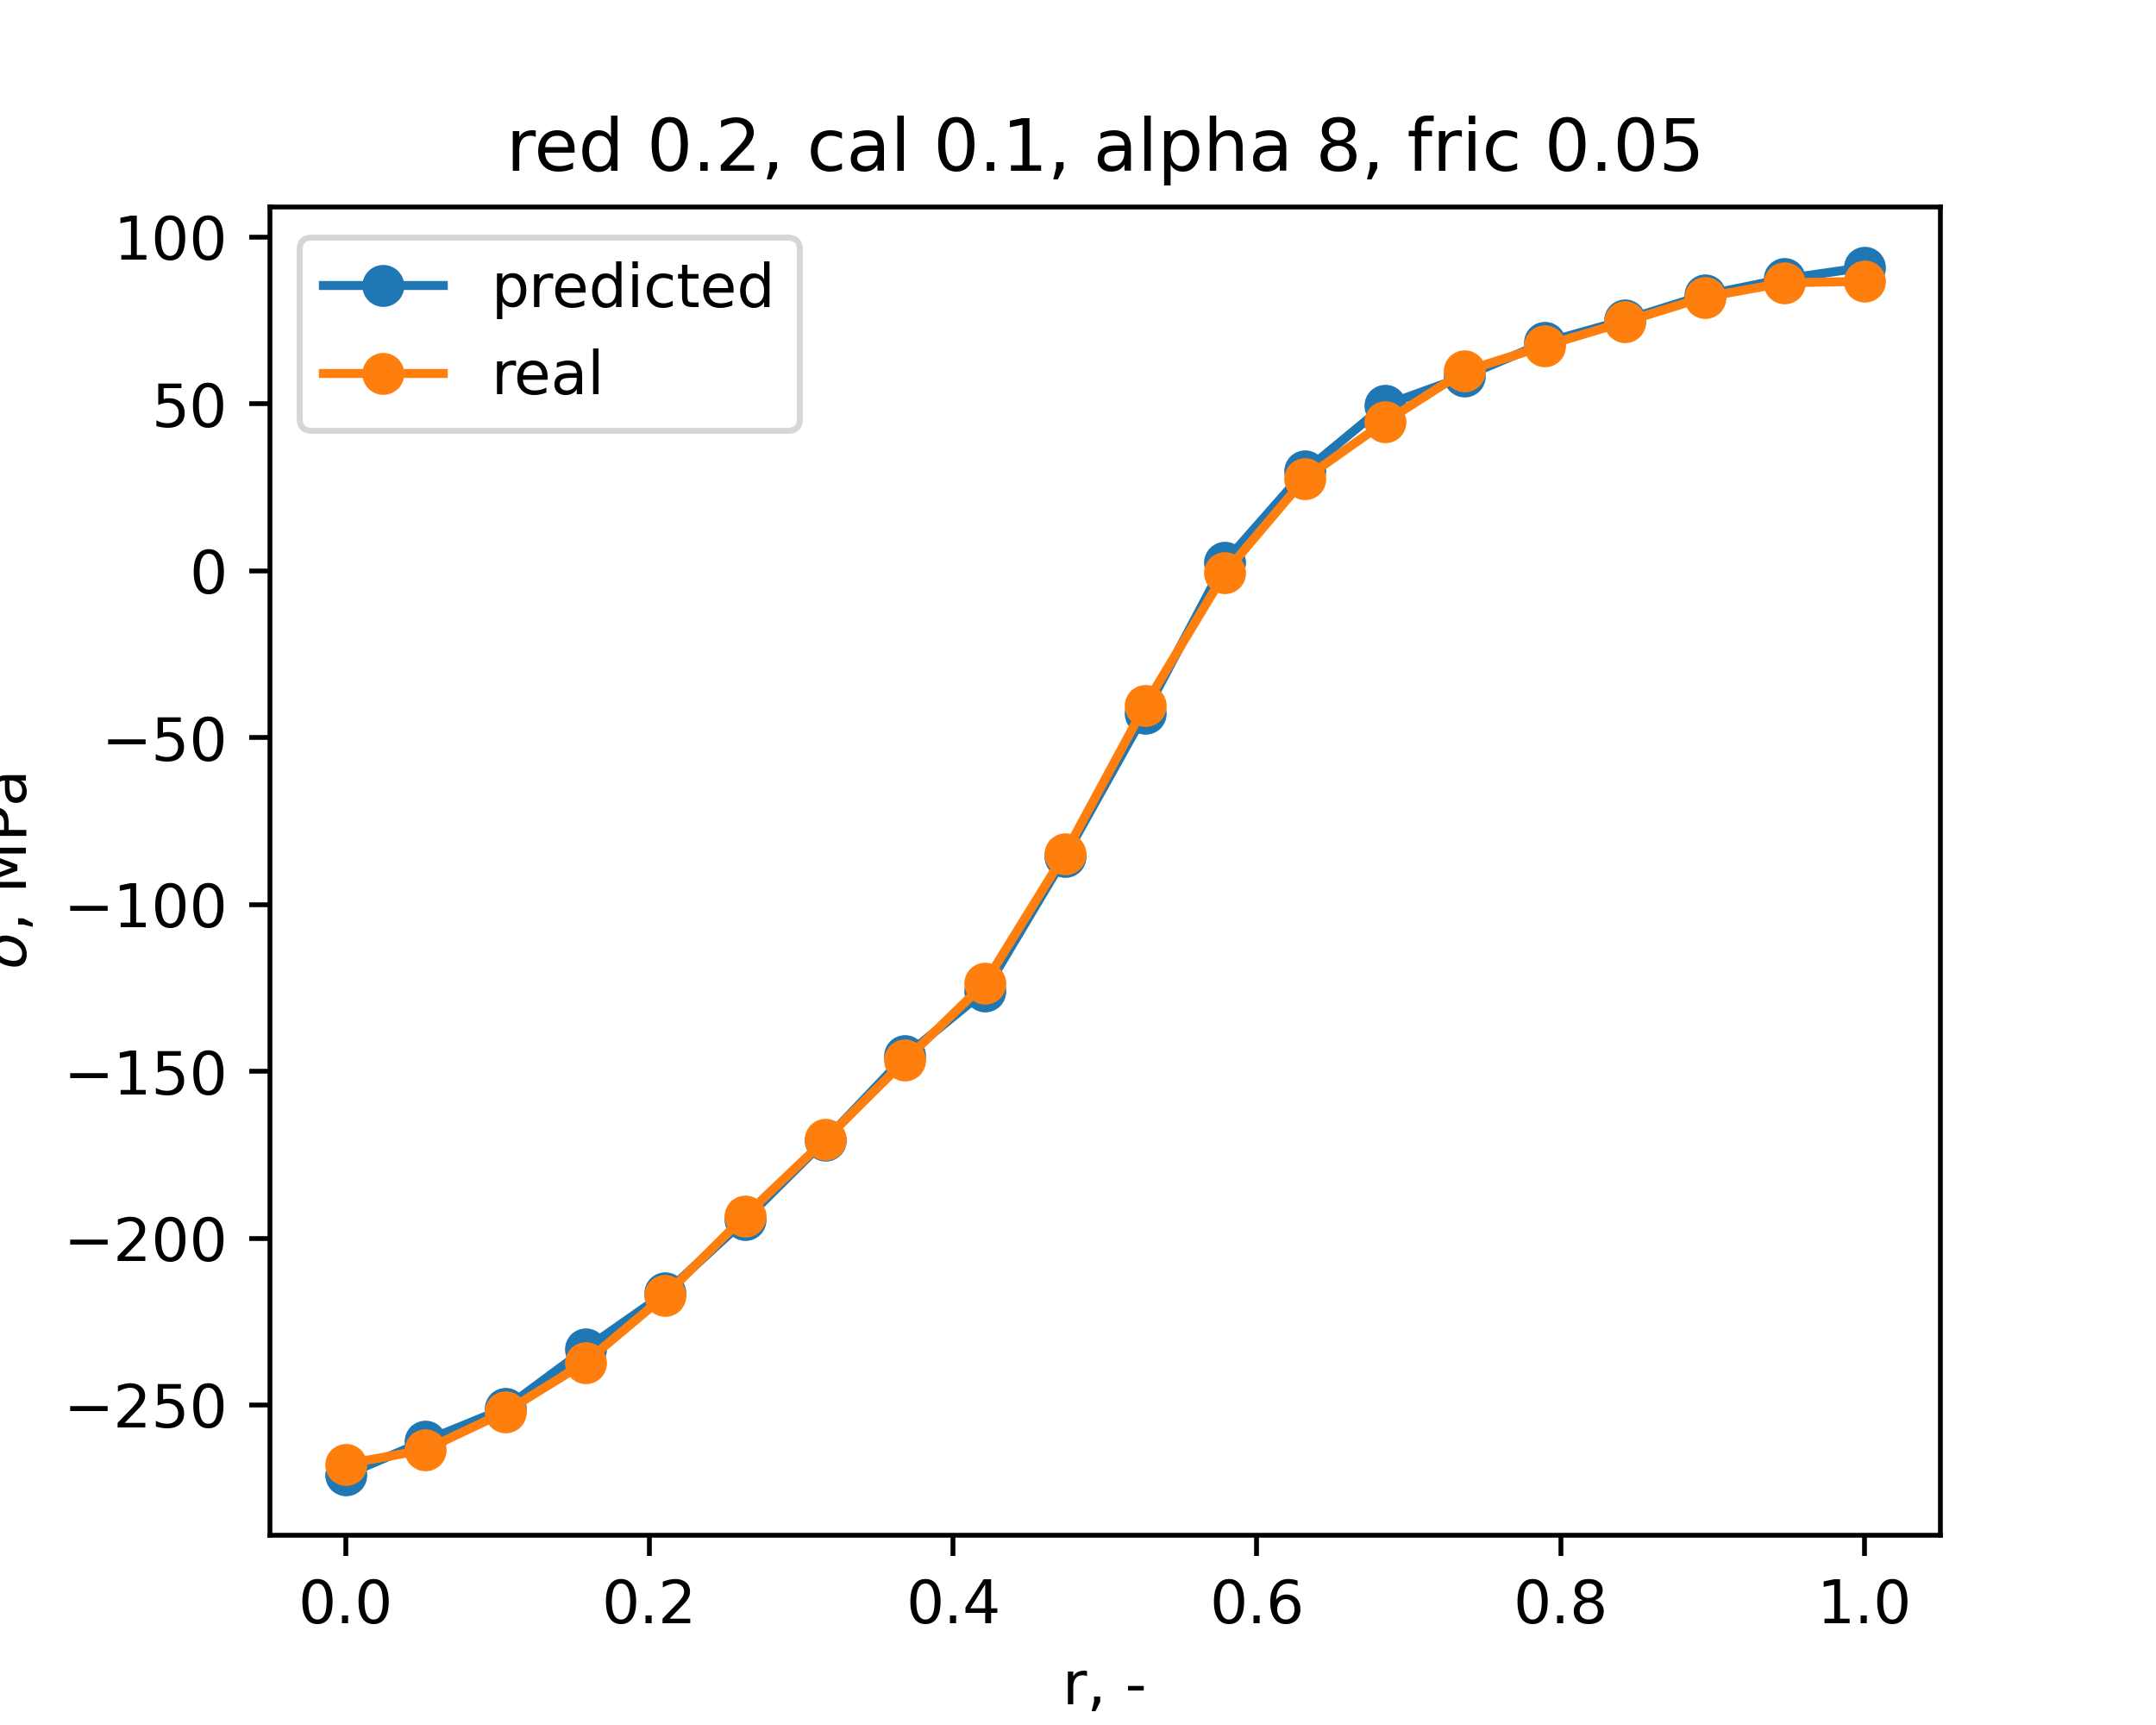 red 0.2, cal 0.1, alpha 8, fric 0.05
predicted
real
100
50
0
−50
−100
−150
−200
−250
σ, MPa
0.0 0.2 0.4 0.6 0.8 1.0
r, -